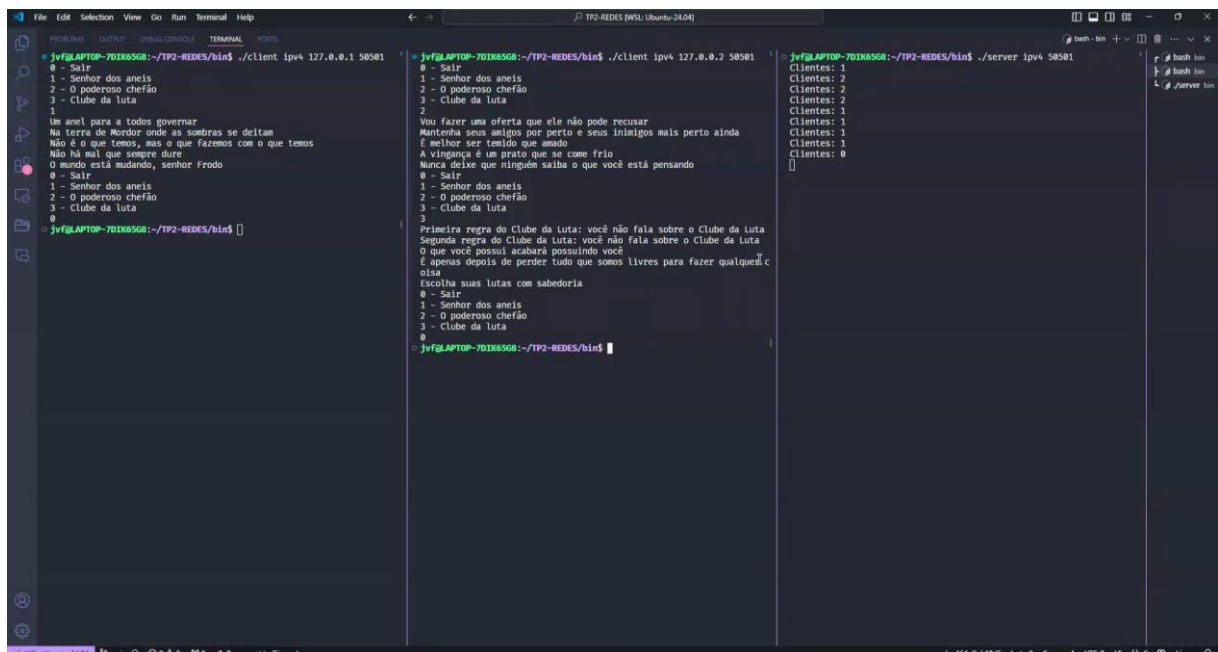 File Edit Selection View Go Run Terminal Help
TP2-REDES [WSL: Ubuntu-24.04]
PROBLEMS OUTPUT DEBUG CONSOLE TERMINAL PORTS
bash - bin
jvf@LAPTOP-7DIK65G8:~/TP2-REDES/bin$ ./client ipv4 127.0.0.1 50501
0 - Sair
1 - Senhor dos aneis
2 - O poderoso chefão
3 - Clube da luta
1
Um anel para a todos governar
Na terra de Mordor onde as sombras se deitam
Não é o que temos, mas o que fazemos com o que temos
Não há mal que sempre dure
O mundo está mudando, senhor Frodo
0 - Sair
1 - Senhor dos aneis
2 - O poderoso chefão
3 - Clube da luta
0
jvf@LAPTOP-7DIK65G8:~/TP2-REDES/bin$
jvf@LAPTOP-7DIK65G8:~/TP2-REDES/bin$ ./client ipv4 127.0.0.2 50501
0 - Sair
1 - Senhor dos aneis
2 - O poderoso chefão
3 - Clube da luta
2
Vou fazer uma oferta que ele não pode recusar
Mantenha seus amigos por perto e seus inimigos mais perto ainda
É melhor ser temido que amado
A vingança é um prato que se come frio
Nunca deixe que ninguém saiba o que você está pensando
0 - Sair
1 - Senhor dos aneis
2 - O poderoso chefão
3 - Clube da luta
3
Primeira regra do Clube da Luta: você não fala sobre o Clube da Luta
Segunda regra do Clube da Luta: você não fala sobre o Clube da Luta
O que você possui acabará possuindo você
É apenas depois de perder tudo que somos livres para fazer qualquer c
oisa
Escolha suas lutas com sabedoria
0 - Sair
1 - Senhor dos aneis
2 - O poderoso chefão
3 - Clube da luta
0
jvf@LAPTOP-7DIK65G8:~/TP2-REDES/bin$
jvf@LAPTOP-7DIK65G8:~/TP2-REDES/bin$ ./server ipv4 50501
Clientes: 1
Clientes: 2
Clientes: 2
Clientes: 2
Clientes: 1
Clientes: 1
Clientes: 1
Clientes: 1
Clientes: 0
bash bin
bash bin
./server bin